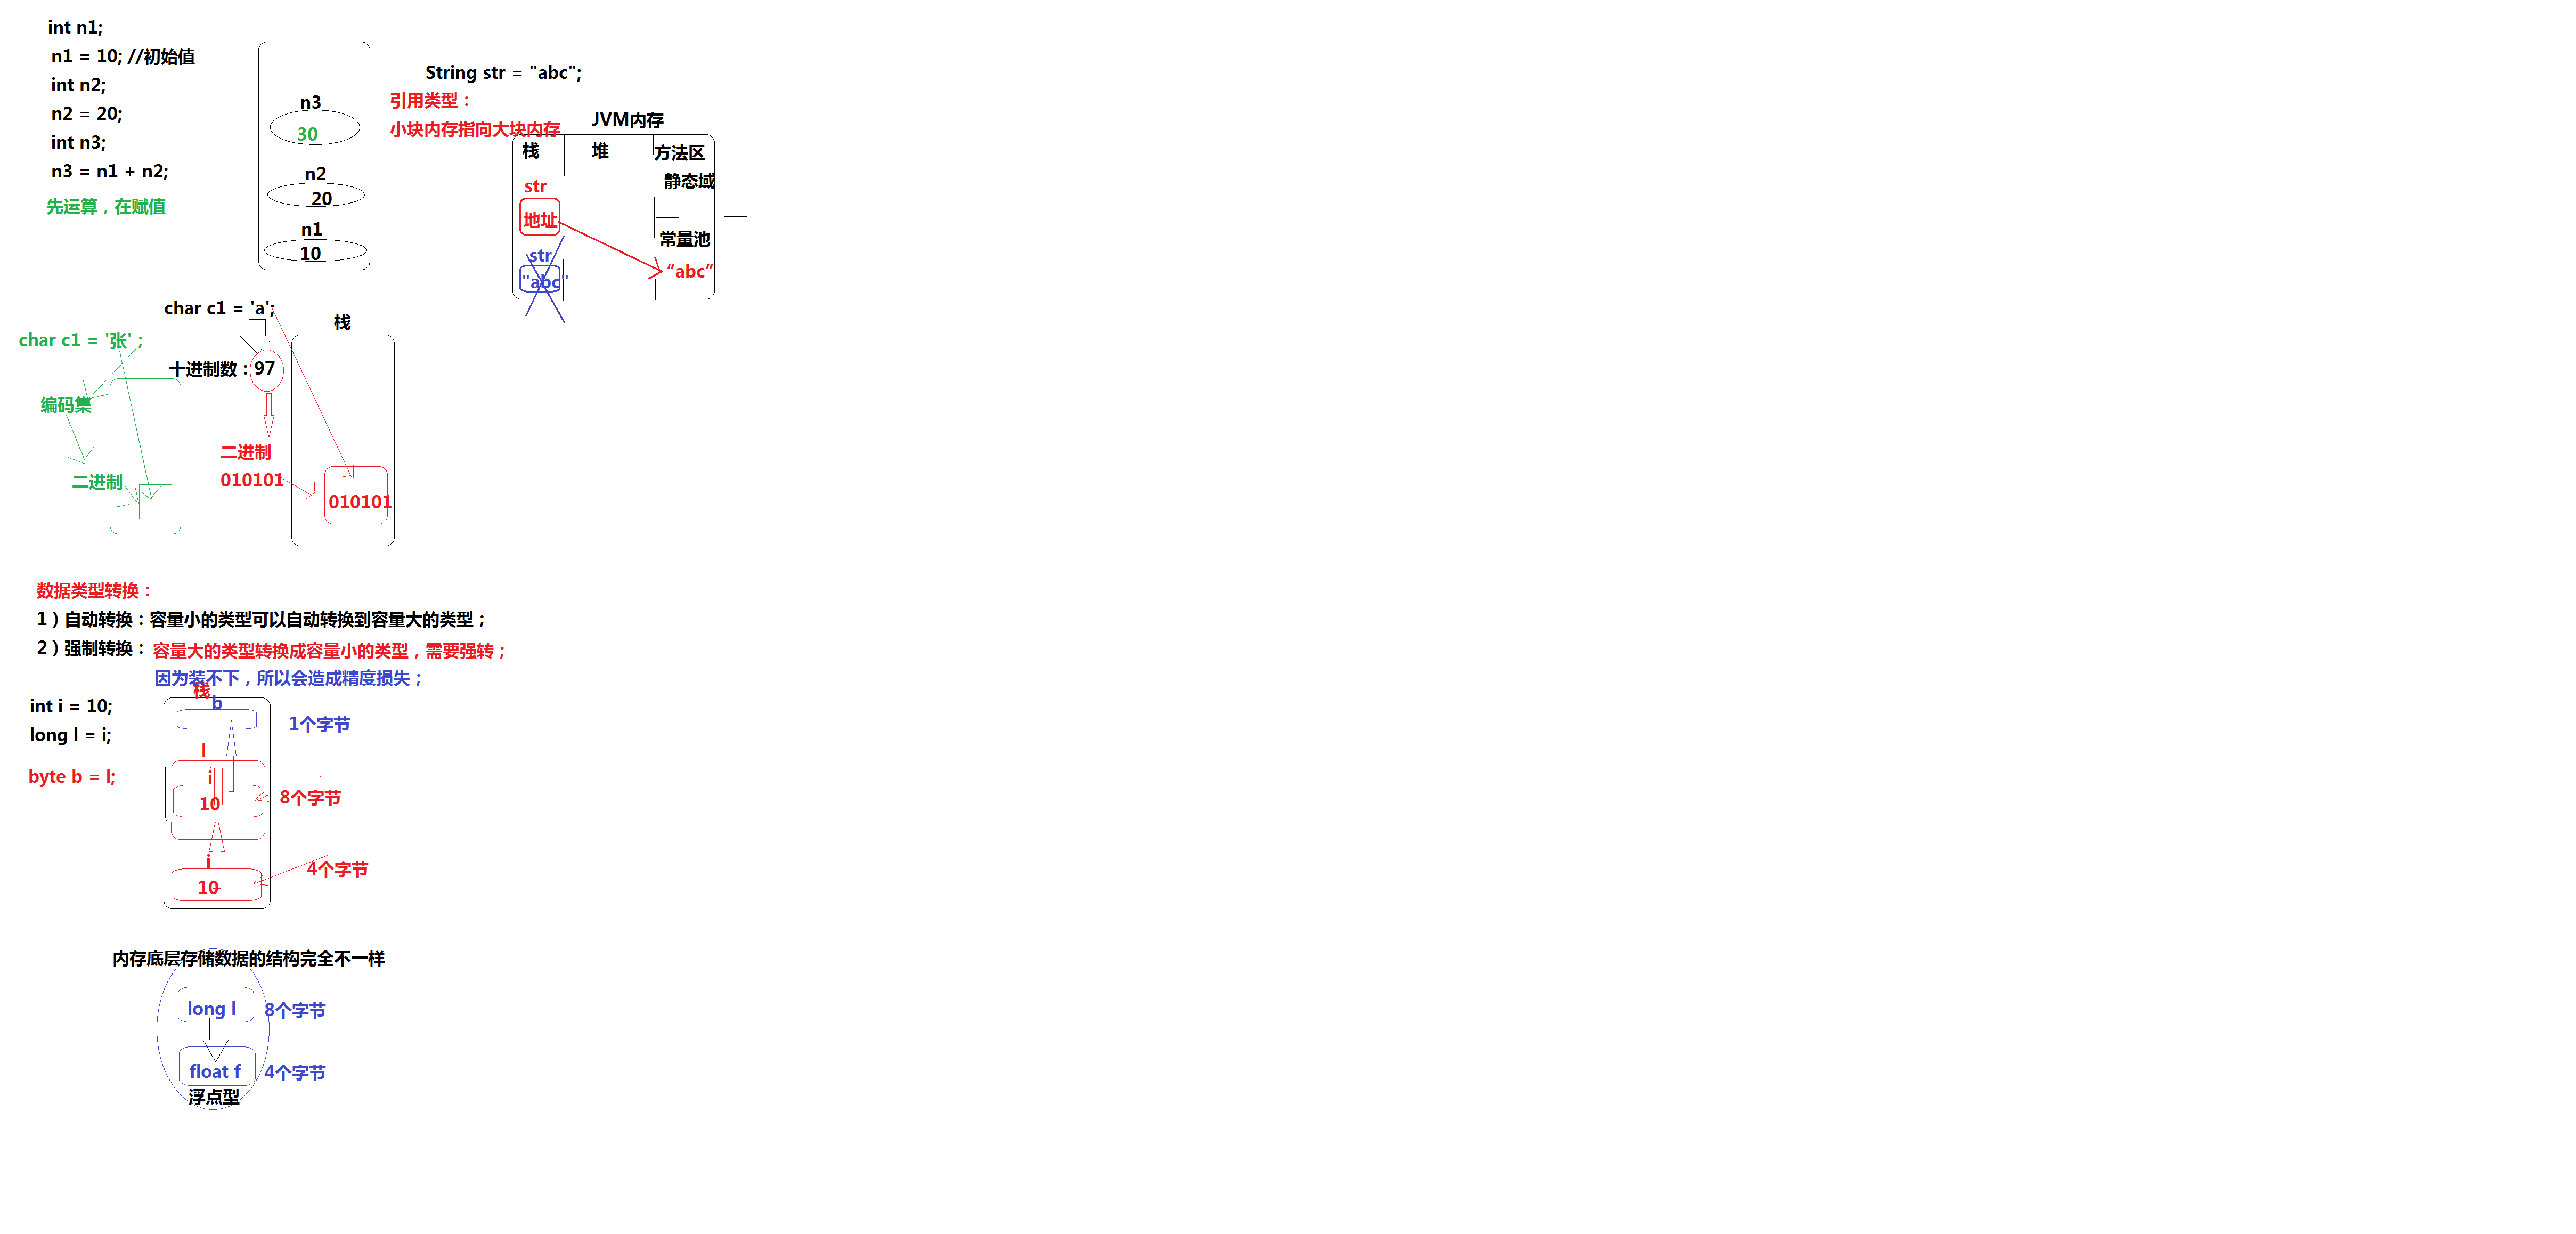 int n1;
n1 = 10; //初始值
int n2;
n2 = 20;
int n3;
n3 = n1 + n2;
先运算，在赋值
n3
30
n2
20
n1
10
String str = "abc";
引用类型：
小块内存指向大块内存
JVM内存
栈
堆
方法区
静态域
str
地址
常量池
str
"abc"
“abc”
char c1 = 'a';
栈
char c1 = '张' ;
十进制数：97
编码集
二进制
010101
二进制
010101
数据类型转换：
1）自动转换：容量小的类型可以自动转换到容量大的类型；
2）强制转换：容量大的类型转换成容量小的类型，需要强转；
因为装不下，所以会造成精度损失；
栈
int i = 10;
long l = i;
byte b = l;
b
1个字节
l
i
10
8个字节
i
10
4个字节
内存底层存储数据的结构完全不一样
long l
8个字节
float f
4个字节
浮点型